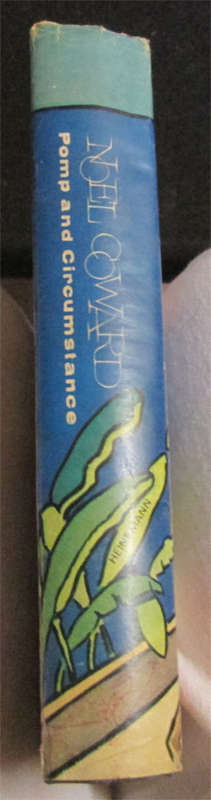 NOEL COWARD
Pomp and Circumstance
HEINEMANN